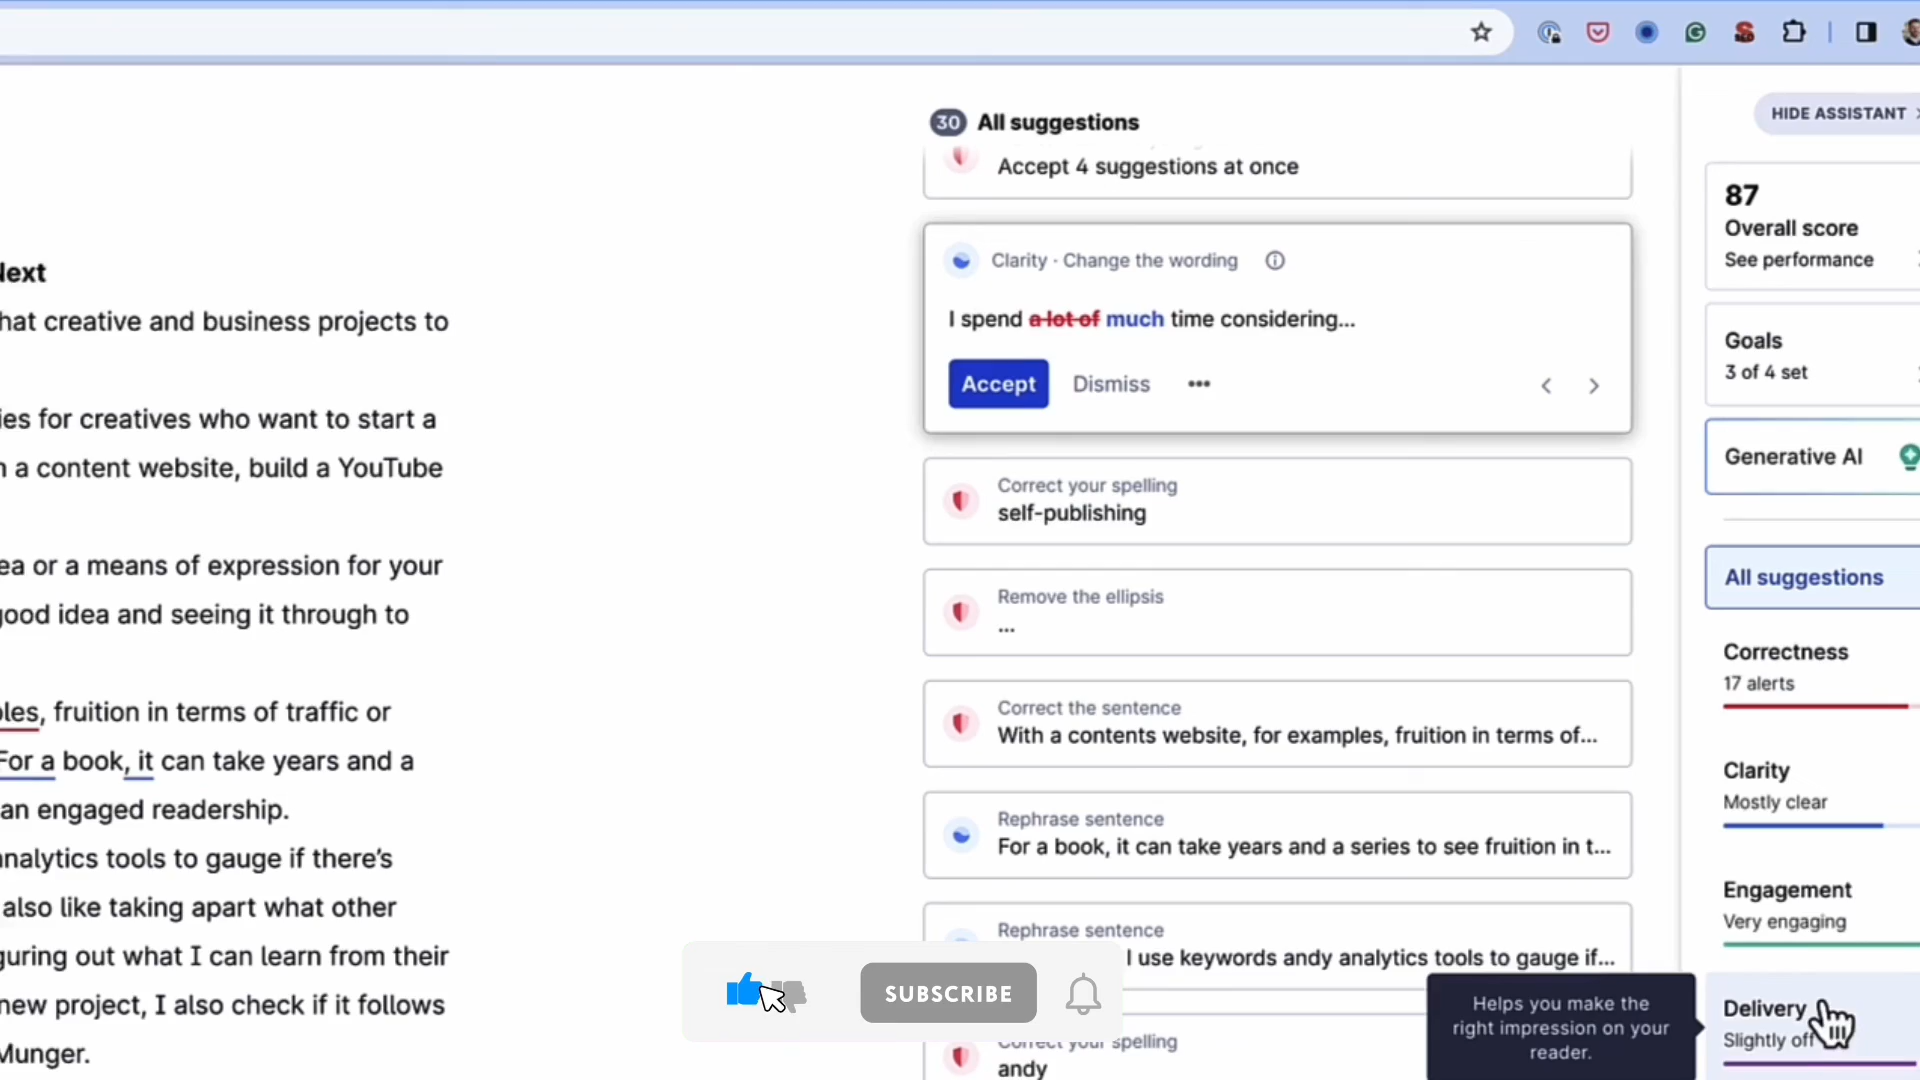 Next
hat creative and business projects to
ies for creatives who want to start a
a content website, build a YouTube
ea or a means of expression for your
good idea and seeing it through to
ples, fruition in terms of traffic or
For a book, it can take years and a
an engaged readership.
analytics tools to gauge if there's
also like taking apart what other
guring out what I can learn from their
new project, I also check if it follows
Munger.
30 All suggestions
Accept 4 suggestions at once
Clarity · Change the wording
I spend a lot of much time considering...
Accept Dismiss •••
Correct your spelling
self-publishing
Remove the ellipsis
...
Correct the sentence
With a contents website, for examples, fruition in terms of...
Rephrase sentence
For a book, it can take years and a series to see fruition in t...
Rephrase sentence
I use keywords andy analytics tools to gauge if...
Correct your spelling
andy
SUBSCRIBE
HIDE ASSISTANT
87
Overall score
See performance
Goals
3 of 4 set
Generative AI
All suggestions
Correctness
17 alerts
Clarity
Mostly clear
Engagement
Very engaging
Delivery
Slightly off
Helps you make the
right impression on your
reader.